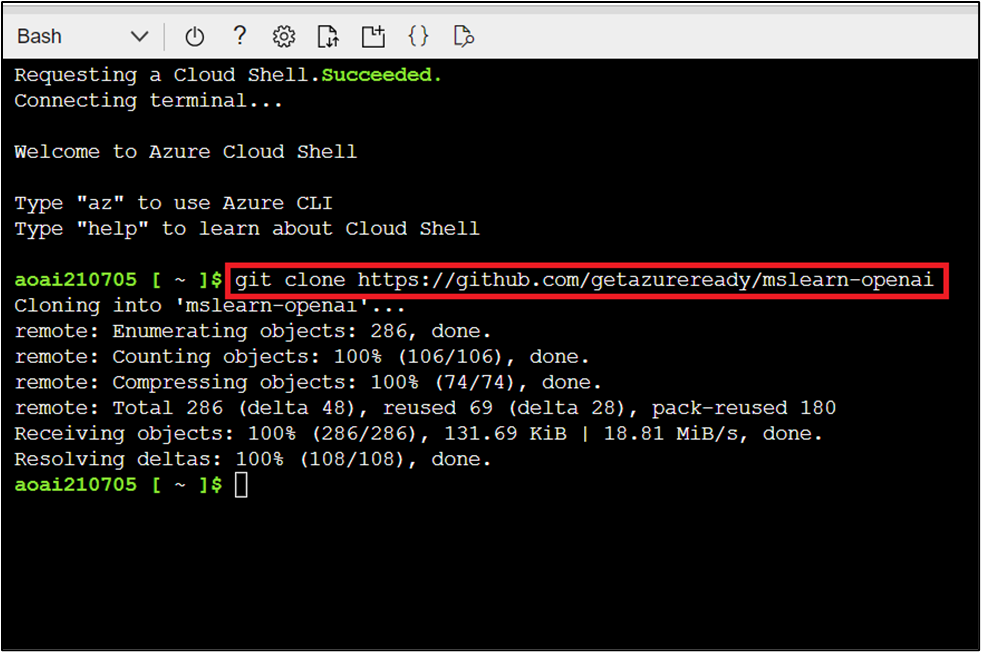 Bash
Requesting a Cloud Shell.Succeeded.
Connecting terminal...
Welcome to Azure Cloud Shell
Type "az" to use Azure CLI
Type "help" to learn about Cloud Shell
aoai210705 [ ~ ]$ git clone https://github.com/getazureready/mslearn-openai
Cloning into 'mslearn-openai'...
remote: Enumerating objects: 286, done.
remote: Counting objects: 100% (106/106), done.
remote: Compressing objects: 100% (74/74), done.
remote: Total 286 (delta 48), reused 69 (delta 28), pack-reused 180
Receiving objects: 100% (286/286), 131.69 KiB | 18.81 MiB/s, done.
Resolving deltas: 100% (108/108), done.
aoai210705 [ ~ ]$